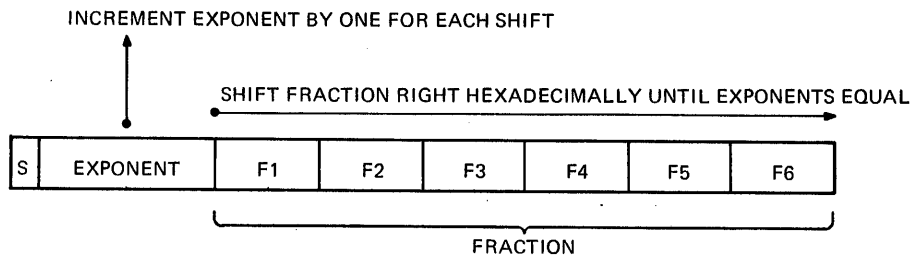 INCREMENT EXPONENT BY ONE FOR EACH SHIFT
SHIFT FRACTION RIGHT HEXADECIMALLY UNTIL EXPONENTS EQUAL
S EXPONENT F1 F2 F3 F4 F5 F6
FRACTION